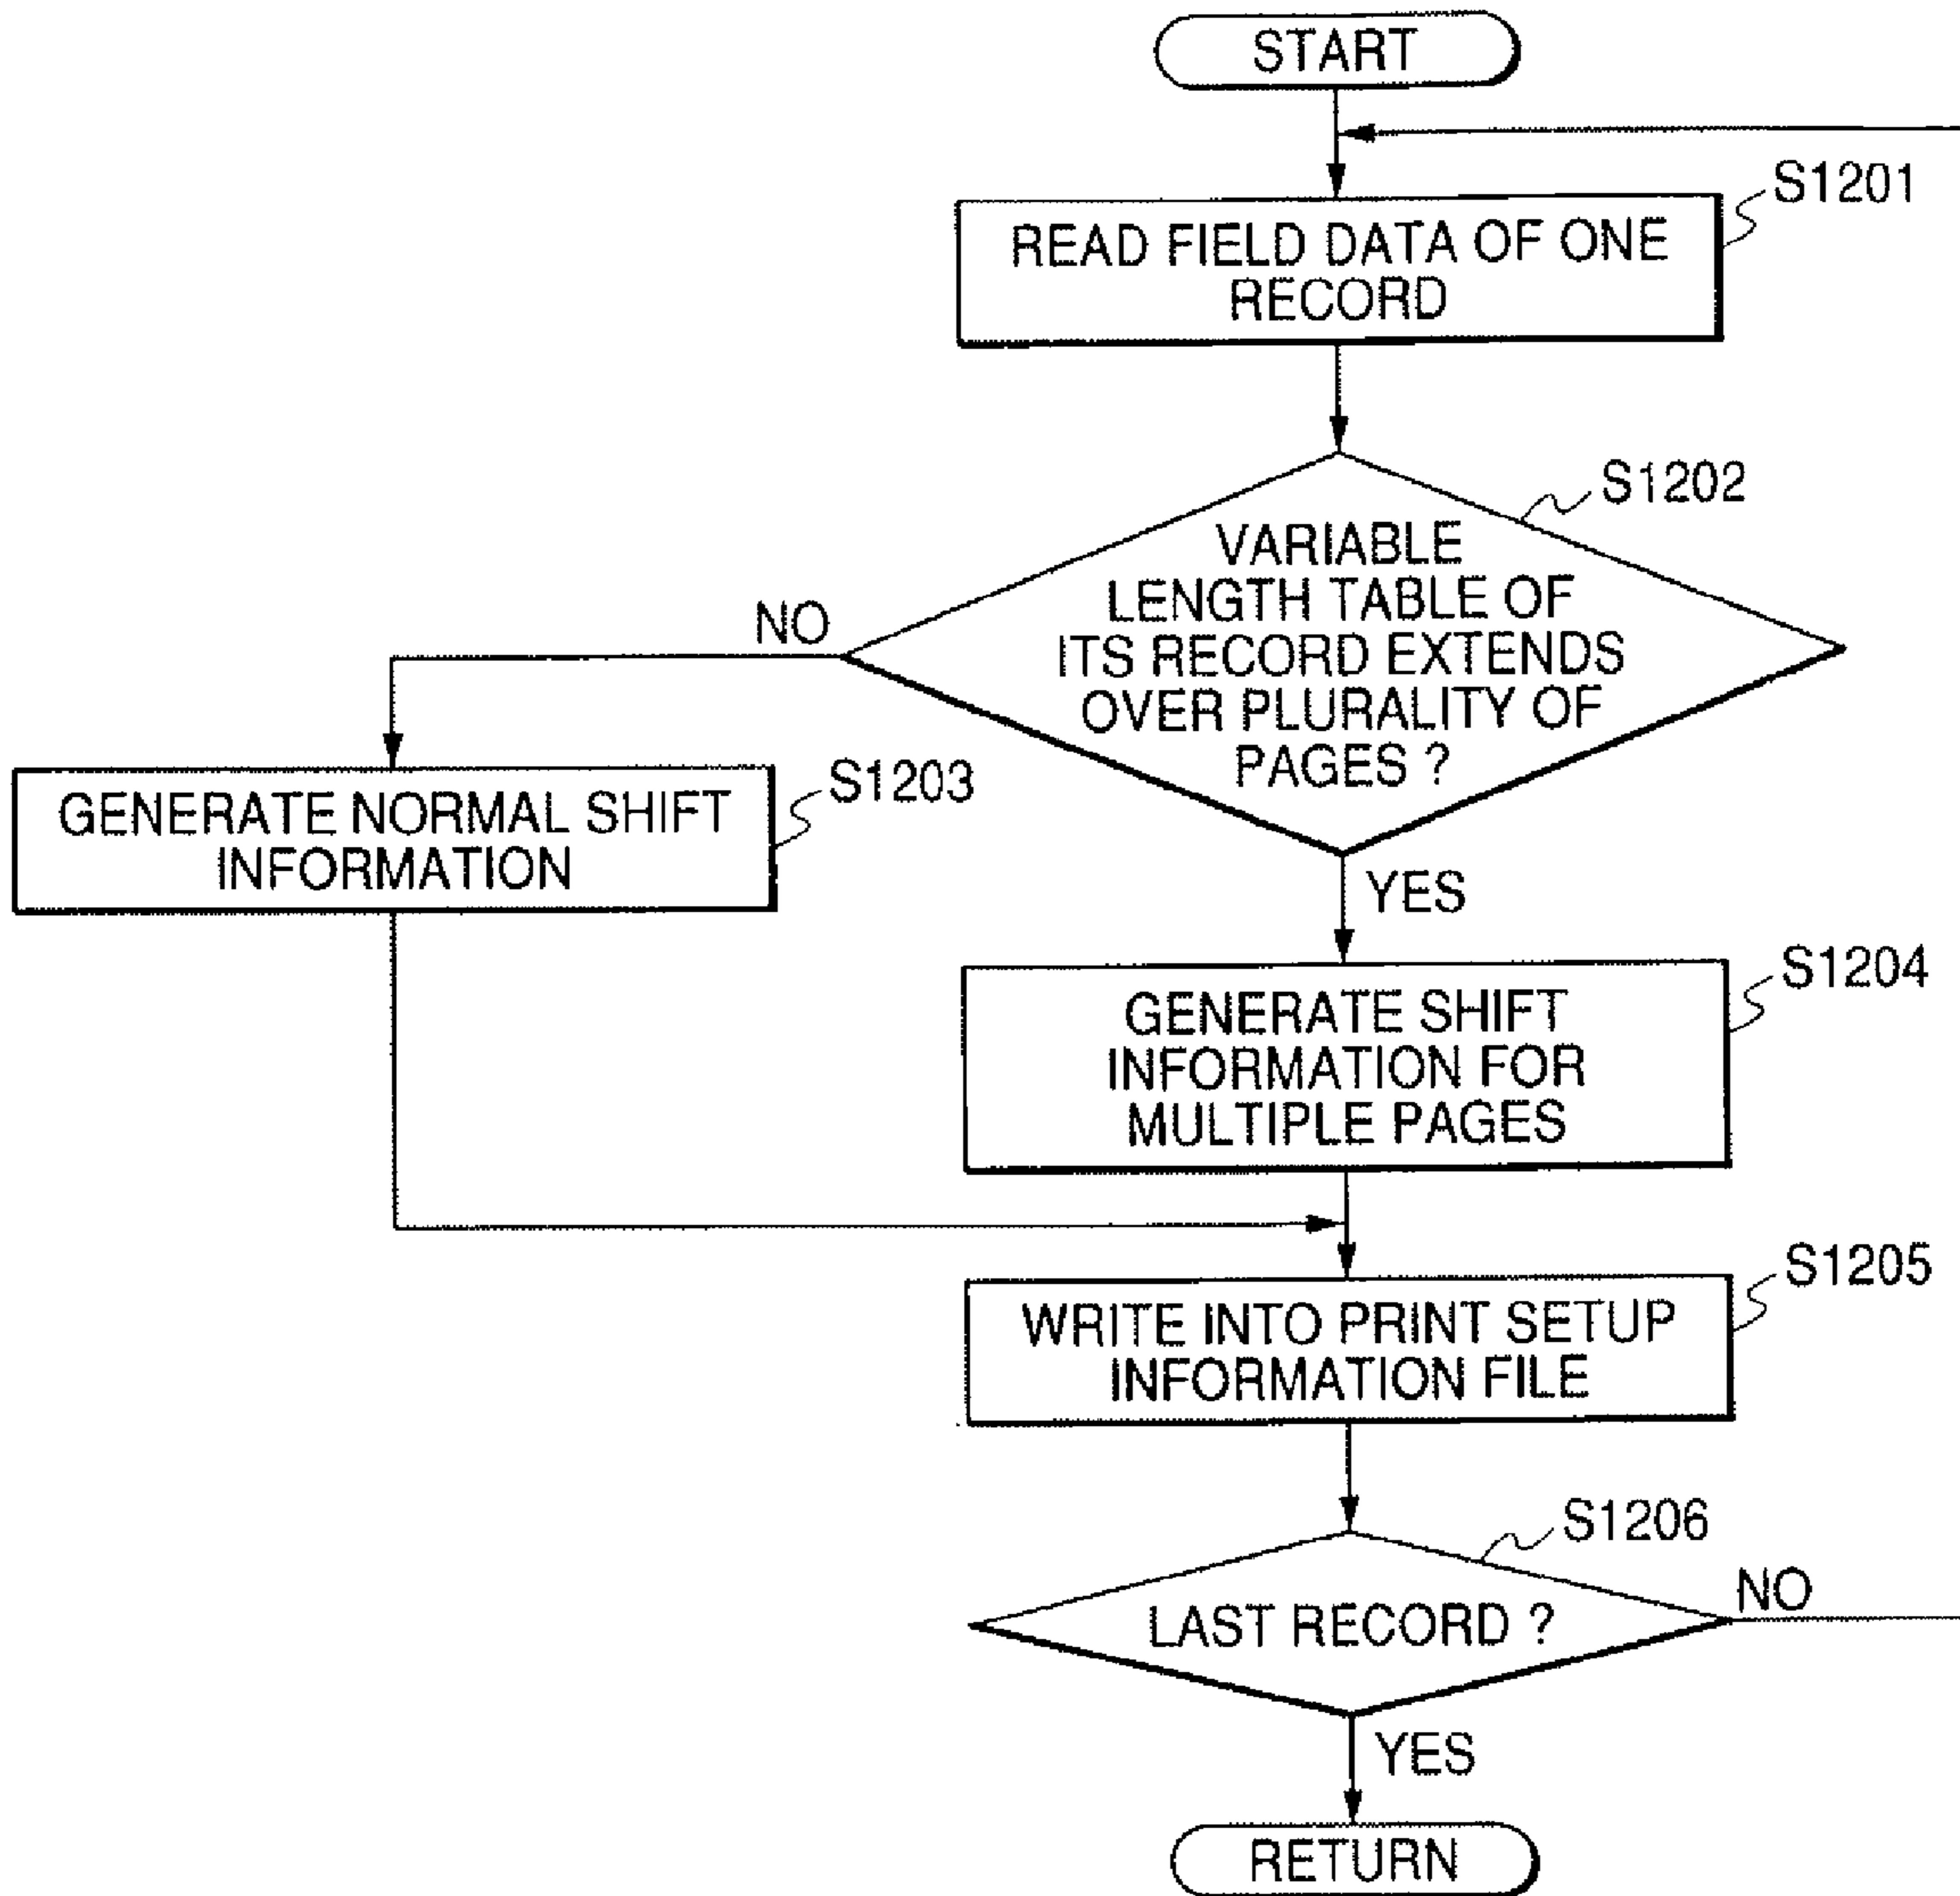 START
S1201
READ FIELD DATA OF ONE
RECORD
S1202
VARIABLE
LENGTH TABLE OF
ITS RECORD EXTENDS
OVER PLURALITY OF
PAGES ?
NO
S1203
GENERATE NORMAL SHIFT
INFORMATION
YES
S1204
GENERATE SHIFT
INFORMATION FOR
MULTIPLE PAGES
S1205
WRITE INTO PRINT SETUP
INFORMATION FILE
S1206
LAST RECORD ?
NO
YES
RETURN